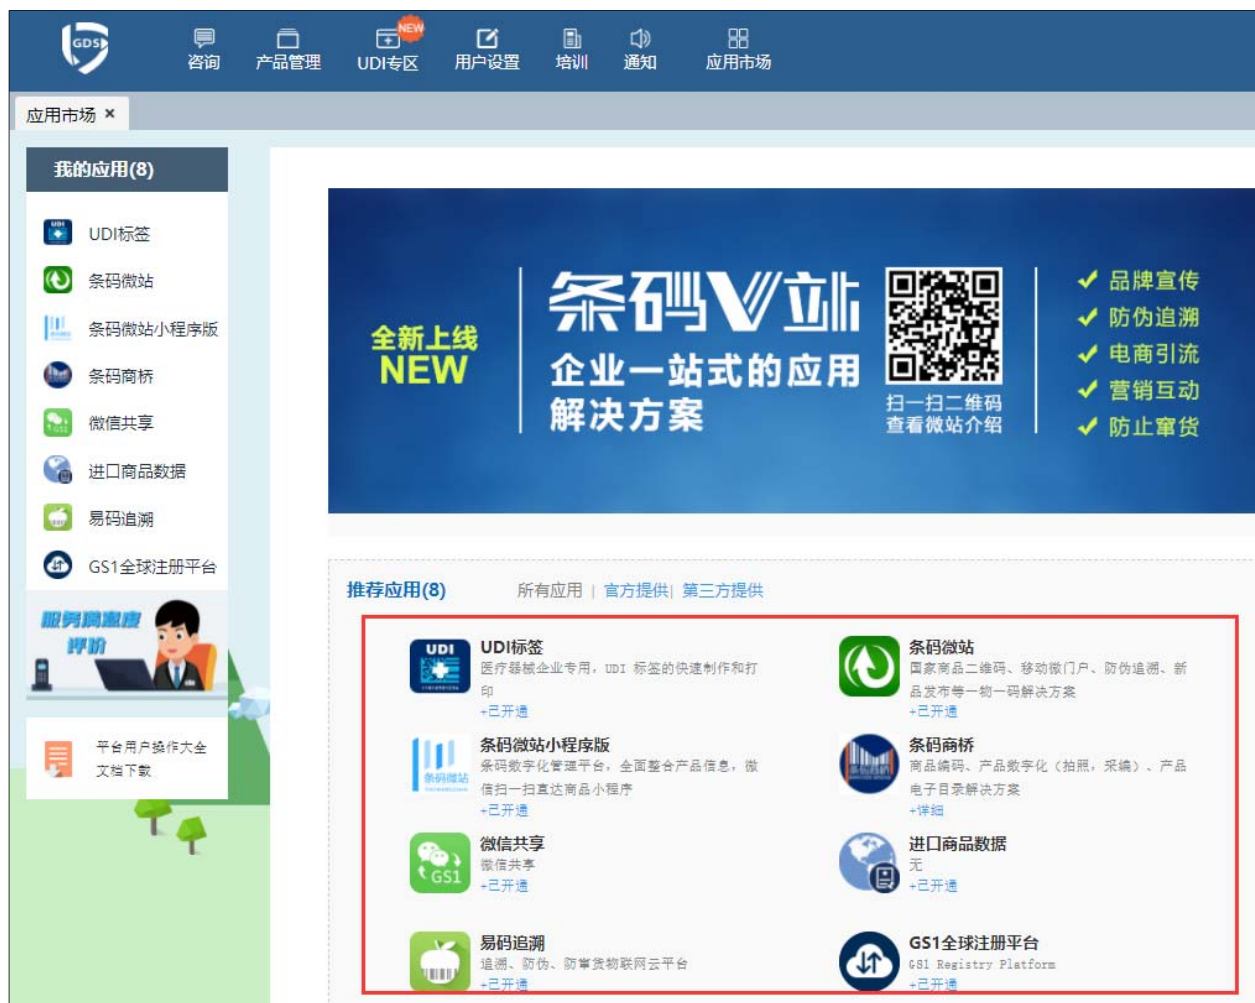 GDS
咨询
产品管理
UDI专区
NEW
用户设置
培训
通知
应用市场
应用市场 ×
我的应用(8)
UDI标签
条码微站
条码微站小程序版
条码商桥
微信共享
进口商品数据
易码追溯
GS1全球注册平台
服务满意度
评价
平台用户操作大全
文档下载
全新上线
NEW
条码V站
企业一站式的应用
解决方案
扫一扫二维码
查看微站介绍
品牌宣传
防伪追溯
电商引流
营销互动
防止窜货
推荐应用(8)
所有应用 | 官方提供| 第三方提供
UDI
UDI标签
医疗器械企业专用，UDI 标签的快速制作和打
印
+已开通
条码微站
国家商品二维码、移动微门户、防伪追溯、新
品发布等一物一码解决方案
+已开通
条码微站
条码微站小程序版
条码数字化管理平台，全面整合产品信息，微
信扫一扫直达商品小程序
+已开通
条码商桥
条码商桥
商品编码、产品数字化（拍照，采编）、产品
电子目录解决方案
+详细
GS1
微信共享
微信共享
+已开通
进口商品数据
无
+已开通
易码追溯
追溯、防伪、防窜货物联网云平台
+已开通
GS1全球注册平台
GS1 Registry Platform
+已开通